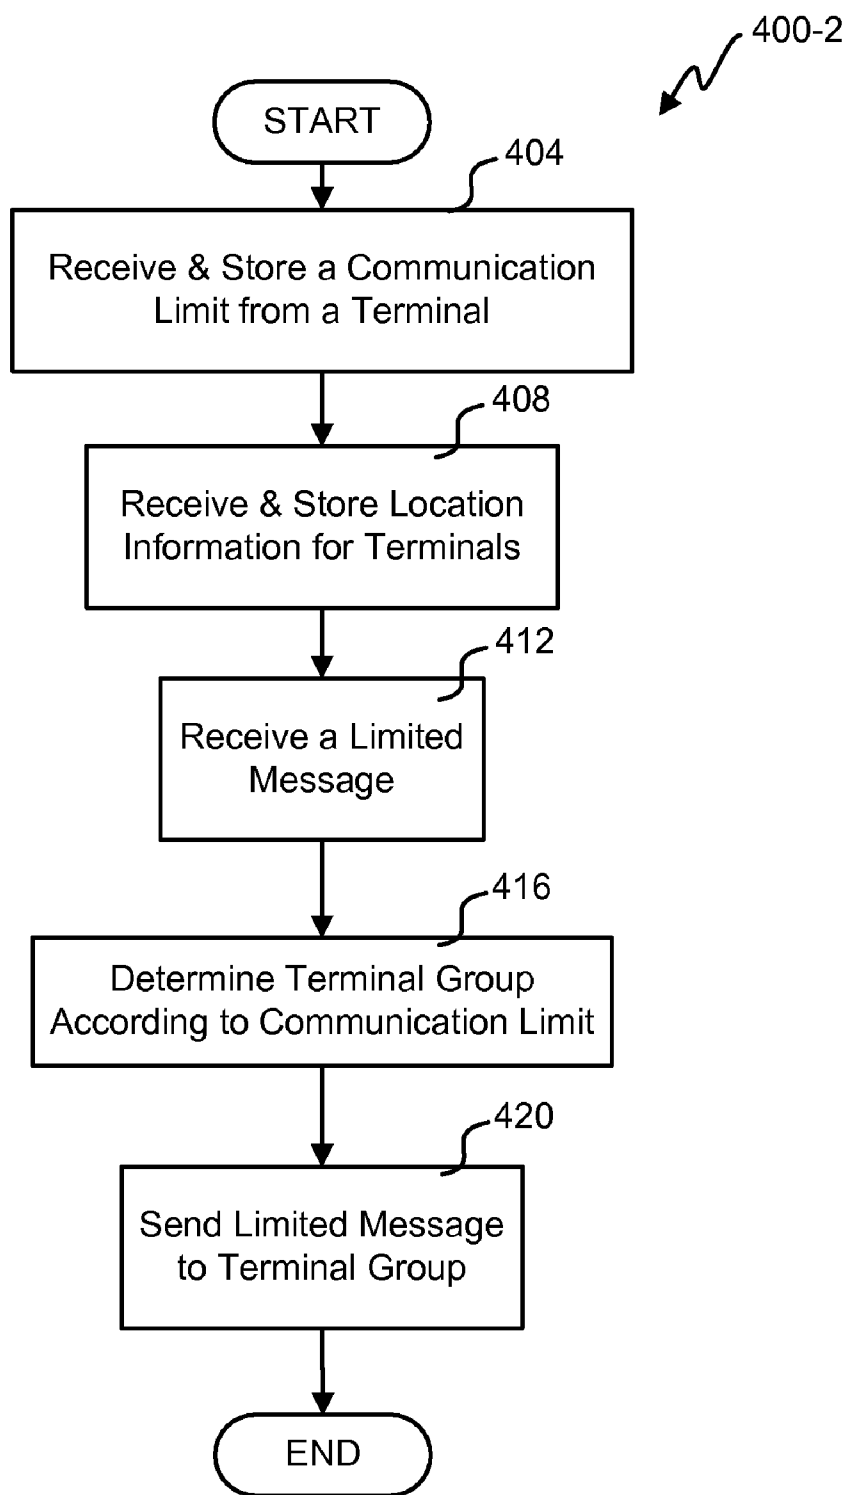 400-2
START
404
Receive & Store a Communication
Limit from a Terminal
408
Receive & Store Location
Information for Terminals
412
Receive a Limited
Message
416
Determine Terminal Group
According to Communication Limit
420
Send Limited Message
to Terminal Group
END